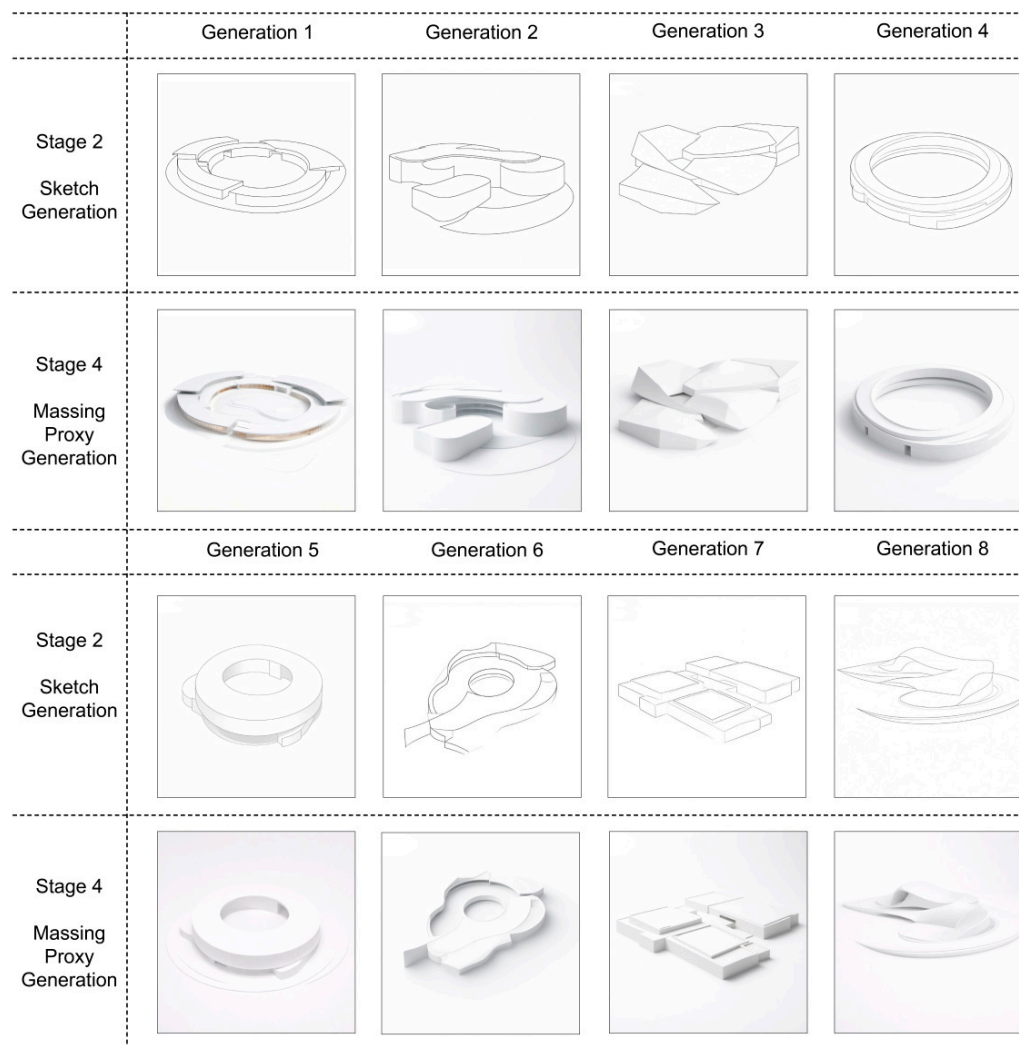 Generation 1 Generation 2 Generation 3 Generation 4
Stage 2
Sketch
Generation
Stage 4
Massing
Proxy
Generation
Generation 5 Generation 6 Generation 7 Generation 8
Stage 2
Sketch
Generation
Stage 4
Massing
Proxy
Generation